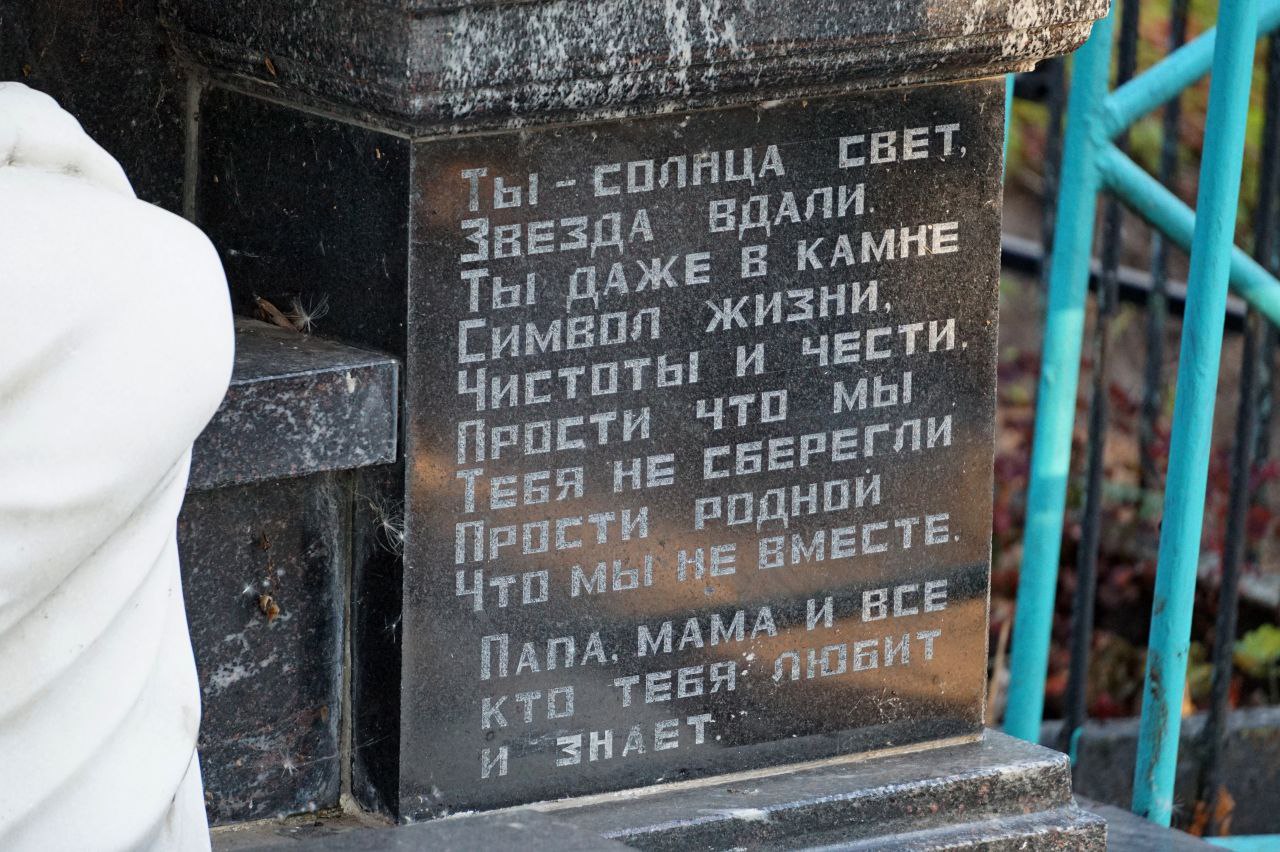 Ты - солнца свет,
Звезда вдали.
Ты даже в камне
Символ жизни,
Чистоты и чести.
Прости что мы
Тебя не сберегли
Прости родной
Что мы не вместе.
Папа, мама и все
кто тебя любит
и знает.